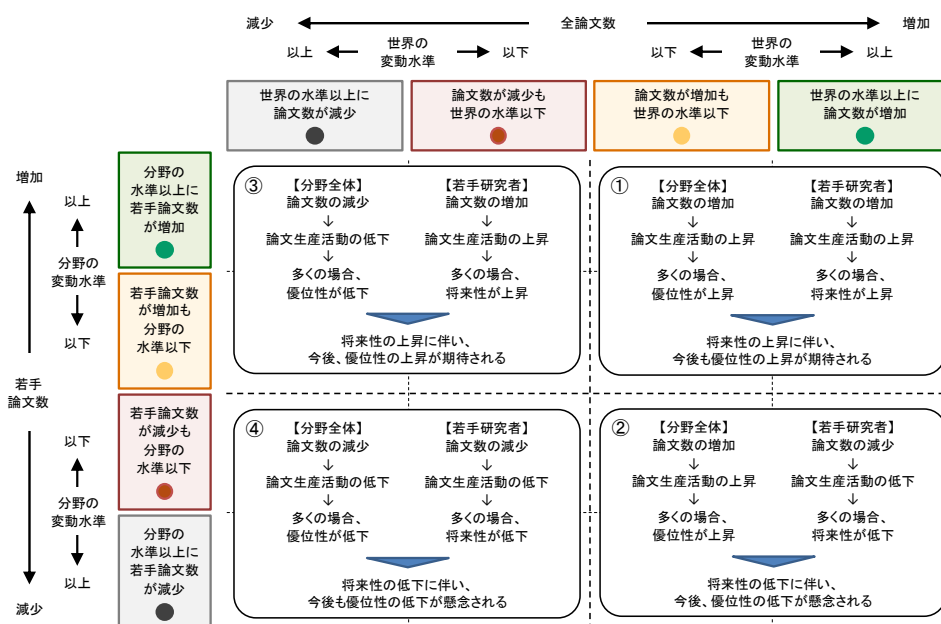 減少
全論文数
増加
以上
世界の
変動水準
以下
以下
世界の
変動水準
以上
世界の水準以上に
論文数が減少
論文数が減少も
世界の水準以下
論文数が増加も
世界の水準以下
世界の水準以上に
論文数が増加
増加
以上
分野の
変動水準
以下
若手
論文数
以下
分野の
変動水準
以上
減少
分野の
水準以上に
若手論文数
が増加
若手論文数
が増加も
分野の
水準以下
若手論文数
が減少も
分野の
水準以下
分野の
水準以上に
若手論文数
が減少
③
【分野全体】
論文数の減少
↓
論文生産活動の低下
↓
多くの場合、
優位性が低下
【若手研究者】
論文数の増加
↓
論文生産活動の上昇
↓
多くの場合、
将来性が上昇
将来性の上昇に伴い、
今後、優位性の上昇が期待される
①
【分野全体】
論文数の増加
↓
論文生産活動の上昇
↓
多くの場合、
優位性が上昇
【若手研究者】
論文数の増加
↓
論文生産活動の上昇
↓
多くの場合、
将来性が上昇
将来性の上昇に伴い、
今後も優位性の上昇が期待される
④
【分野全体】
論文数の減少
↓
論文生産活動の低下
↓
多くの場合、
優位性が低下
【若手研究者】
論文数の減少
↓
論文生産活動の低下
↓
多くの場合、
将来性が低下
将来性の低下に伴い、
今後も優位性の低下が懸念される
②
【分野全体】
論文数の増加
↓
論文生産活動の上昇
↓
多くの場合、
優位性が上昇
【若手研究者】
論文数の減少
↓
論文生産活動の低下
↓
多くの場合、
将来性が低下
将来性の低下に伴い、
今後、優位性の低下が懸念される